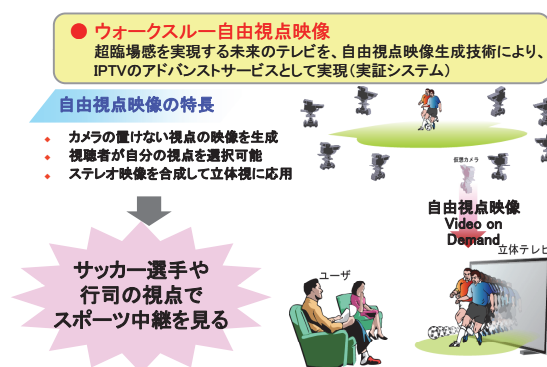 ● ウォークスルー自由視点映像
超臨場感を実現する未来のテレビを、自由視点映像生成技術により、
IPTVのアドバンストサービスとして実現(実証システム)
自由視点映像の特長
◆ カメラの置けない視点の映像を生成
◆ 視聴者が自分の視点を選択可能
◆ ステレオ映像を合成して立体視に応用
サッカー選手や
行司の視点で
スポーツ中継を見る
仮想カメラ
自由視点映像
Video on
Demand
立体テレビ
ユーザ